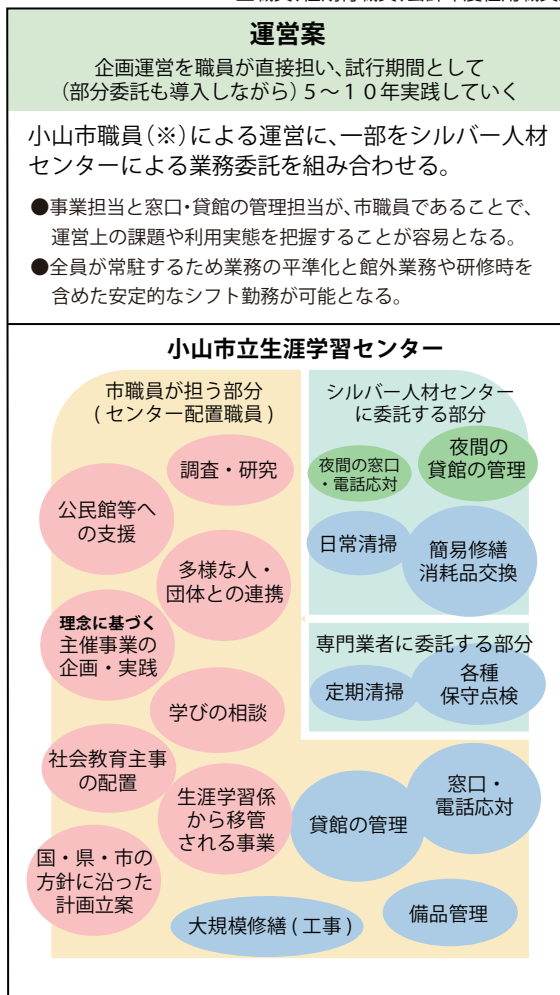 運営案
企画運営を職員が直接担い、試行期間として
（部分委託も導入しながら）５～１０年実践していく
小山市職員（※）による運営に、一部をシルバー人材
センターによる業務委託を組み合わせる。
●事業担当と窓口・貸館の管理担当が、市職員であることで、
運営上の課題や利用実態を把握することが容易となる。
●全員が常駐するため業務の平準化と館外業務や研修時を
含めた安定的なシフト勤務が可能となる。
小山市立生涯学習センター
市職員が担う部分
( センター配置職員 )
調査・研究
公民館等へ
の支援
多様な人・
団体との連携
理念に基づく
主催事業の
企画・実践
学びの相談
社会教育主事
の配置
生涯学習係
から移管
される事業
国・県・市の
方針に沿った
計画立案
シルバー人材センター
に委託する部分
夜間の窓口
・電話応対
夜間の
貸館の管理
日常清掃
簡易修繕
消耗品交換
専門業者に委託する部分
定期清掃
各種
保守点検
貸館の管理
窓口・
電話応対
大規模修繕 ( 工事 )
備品管理